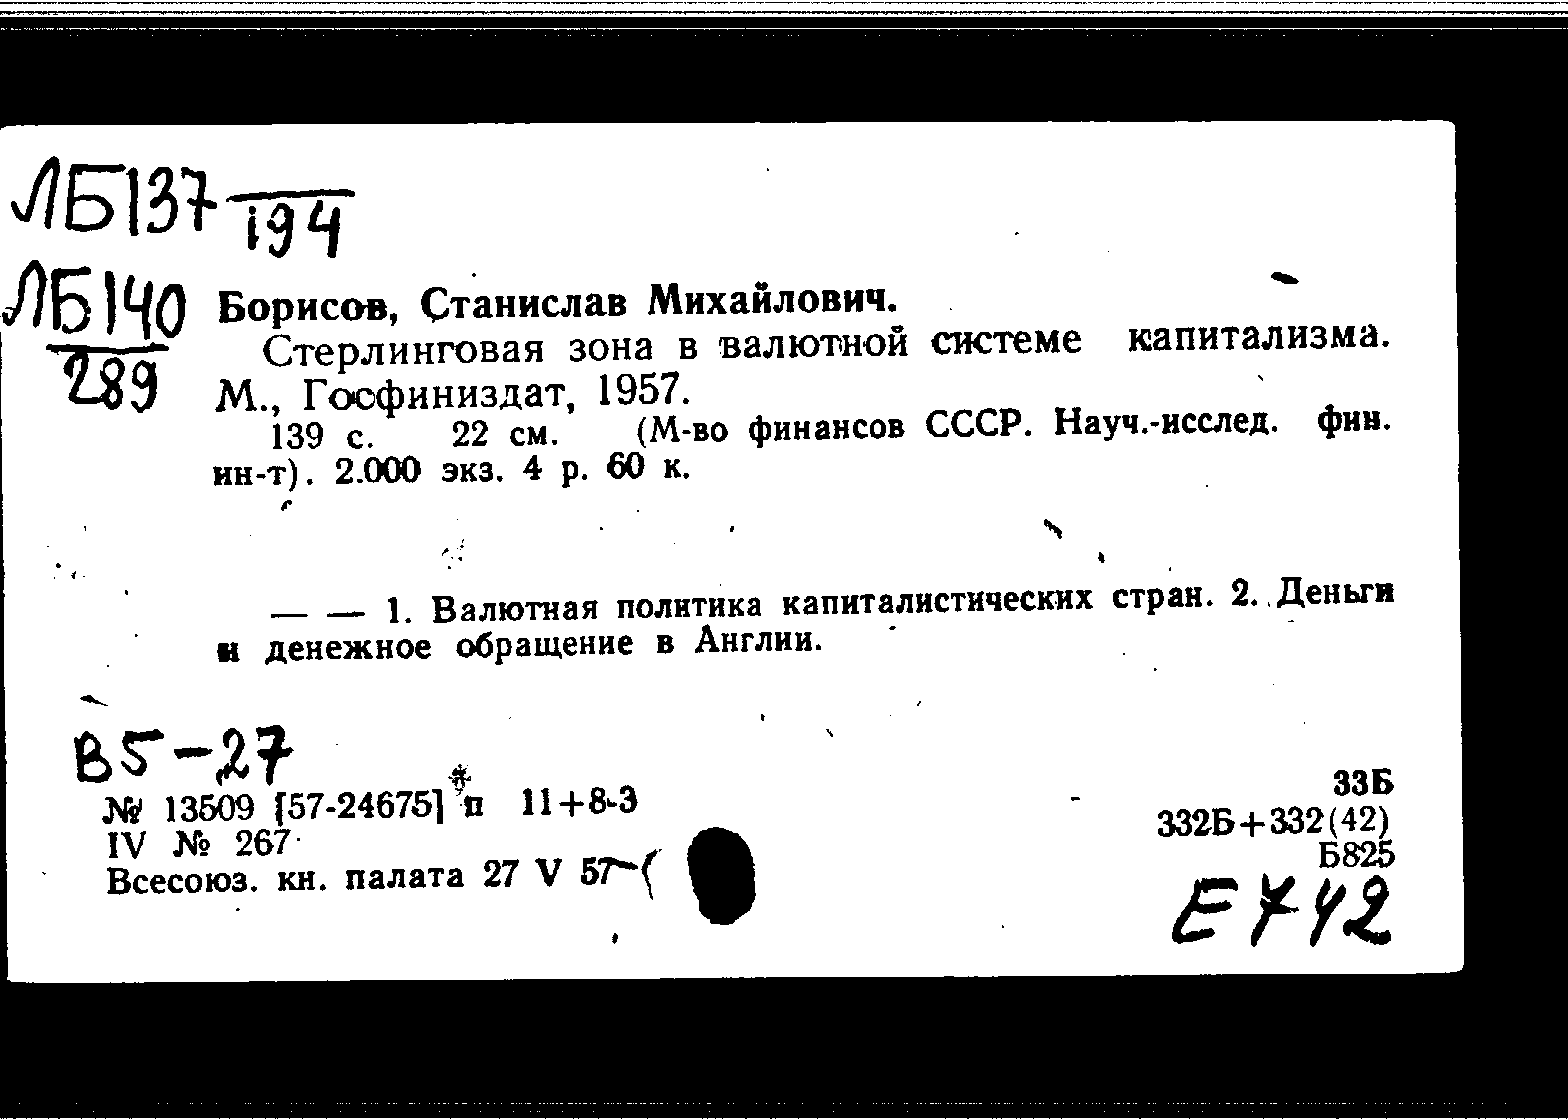 ЛБ137
194
ЛБ140
289
Борисов, Станислав Михайлович.
Стерлинговая зона в валютной системе капитализма.
М., Госфиниздат, 1957.
139 с. 22 см. (М-во финансов СССР. Науч.-исслед. фин.
ин-т). 2.000 экз. 4 р. 60 к.
— — 1. Валютная политика капиталистических стран. 2. Деньги
и денежное обращение в Англии.
В5-27
№ 13509 [57-24675] п 11+8-3
IV № 267
Всесоюз. кн. палата 27 V 57
33Б
332Б+332(42)
Б825
Е742